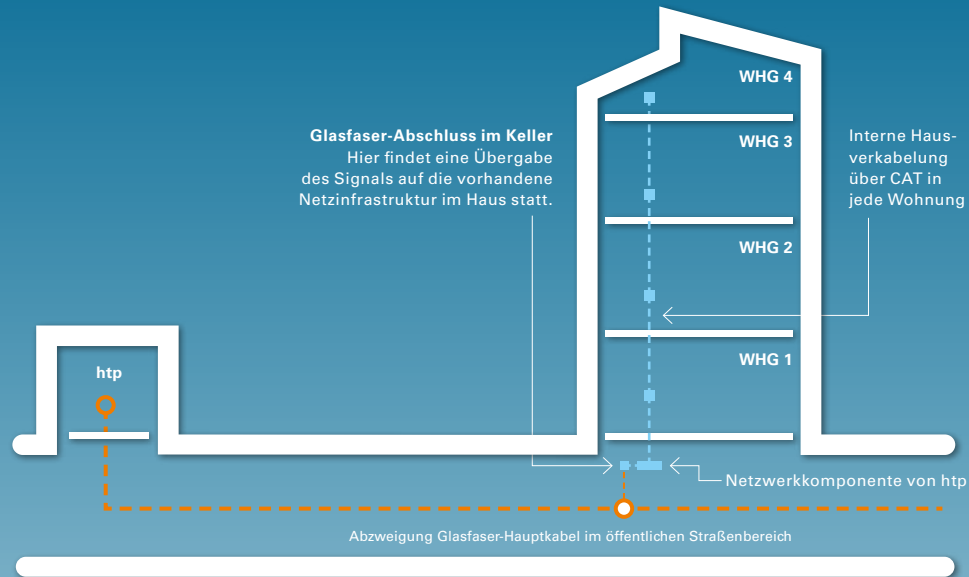 WHG 4
Glasfaser-Abschluss im Keller
Hier findet eine Übergabe
des Signals auf die vorhandene
Netzinfrastruktur im Haus statt.
WHG 3
Interne Haus-
verkabelung
über CAT in
jede Wohnung
WHG 2
WHG 1
htp
Netzwerkkomponente von htp
Abzweigung Glasfaser-Hauptkabel im öffentlichen Straßenbereich